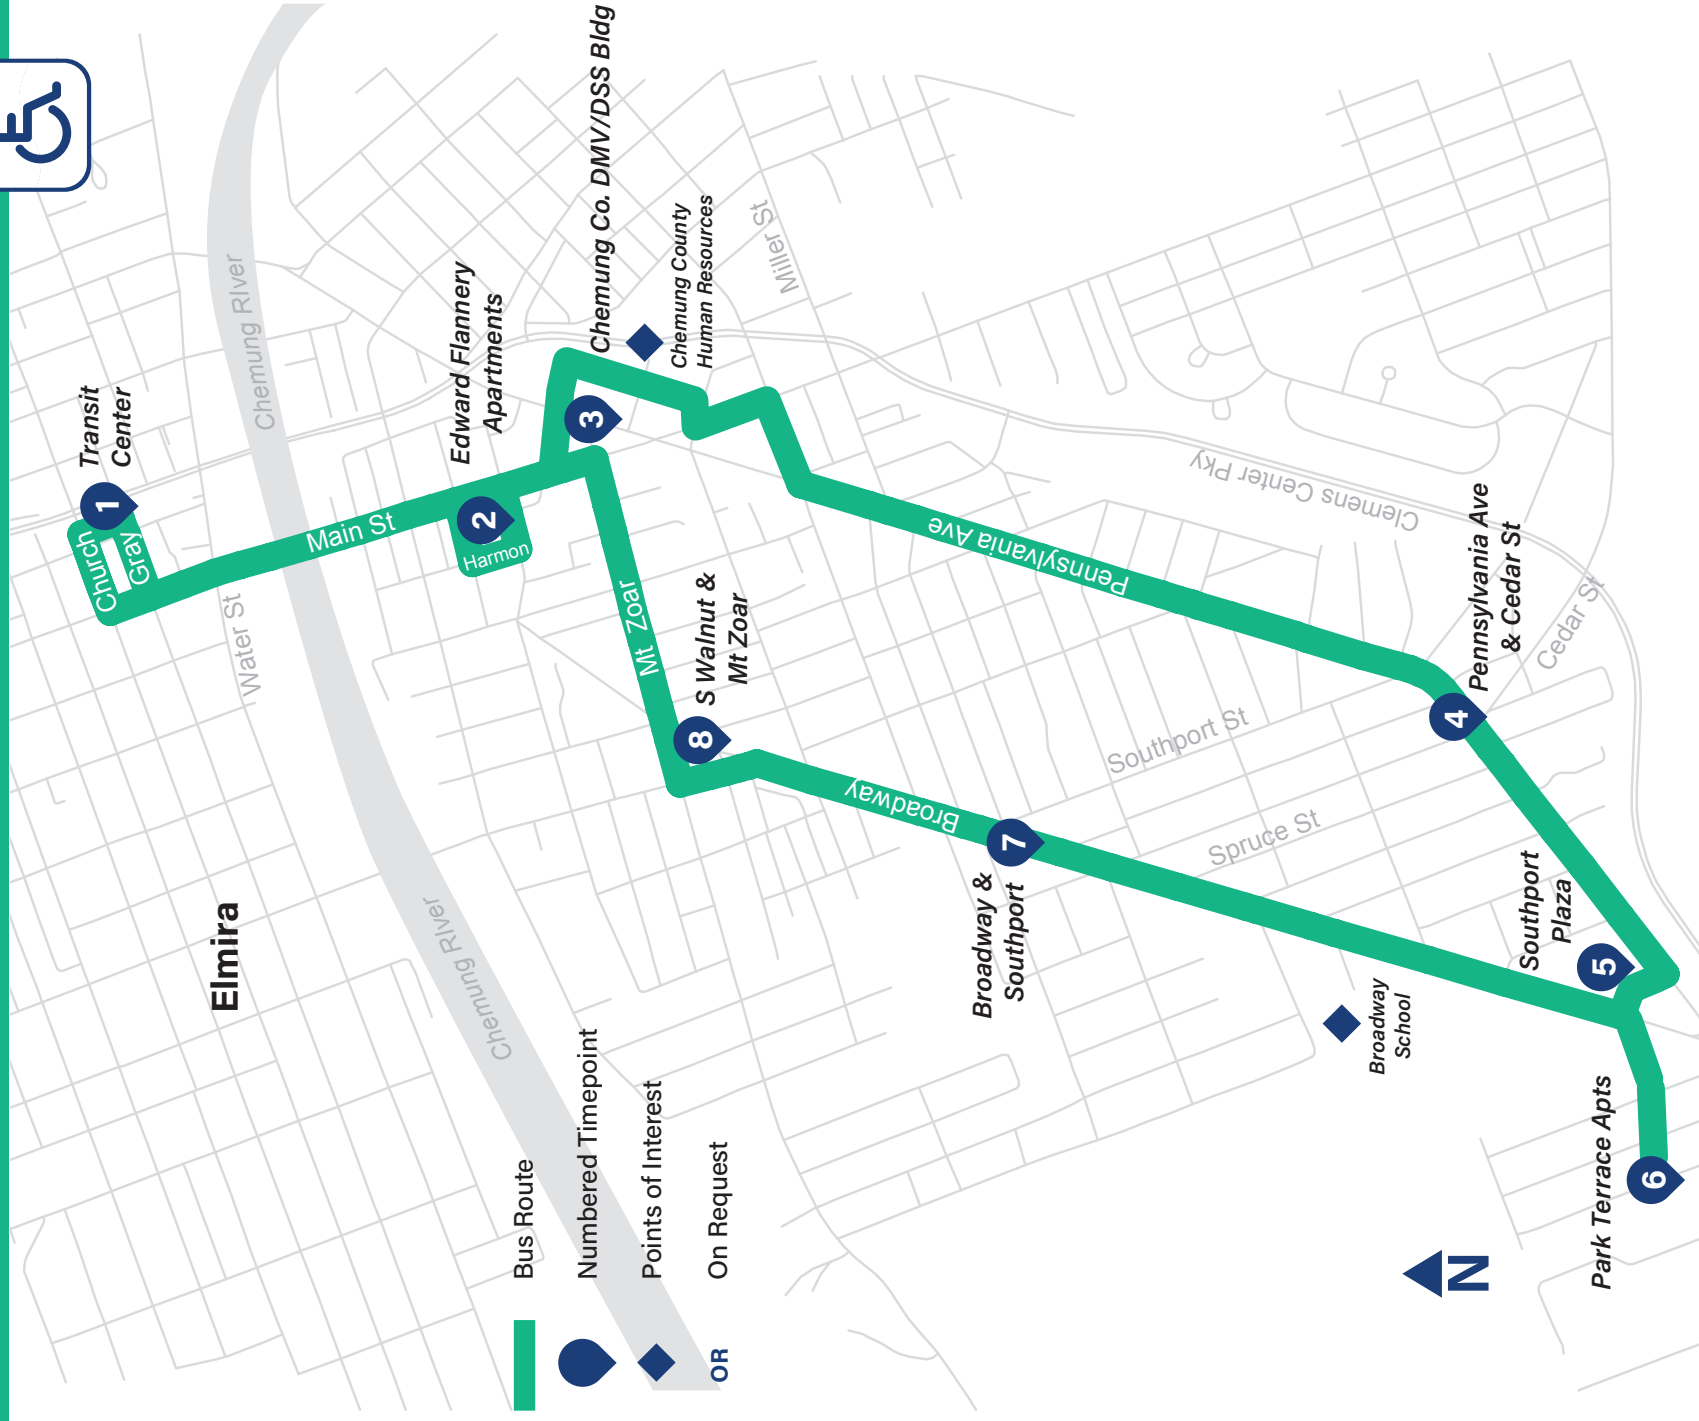 Transit
Center
1
Church
Gray
Chemung RIver
Water St
Main St
Edward Flannery
Apartments
2
Harmon
Chemung Co. DMV/DSS Bldg
3
Chemung County
Human Resources
Miller St
Mt Zoar
S Walnut &
Mt Zoar
8
Broadway
Pennsylvania Ave
Clemens Center Pky
Southport St
Spruce St
Broadway &
Southport
7
Pennsylvania Ave
& Cedar St
4
Cedar St
Southport
Plaza
5
Broadway
School
Park Terrace Apts
6
Elmira
Chemung RIver
Bus Route
Numbered Timepoint
Points of Interest
OR On Request
N